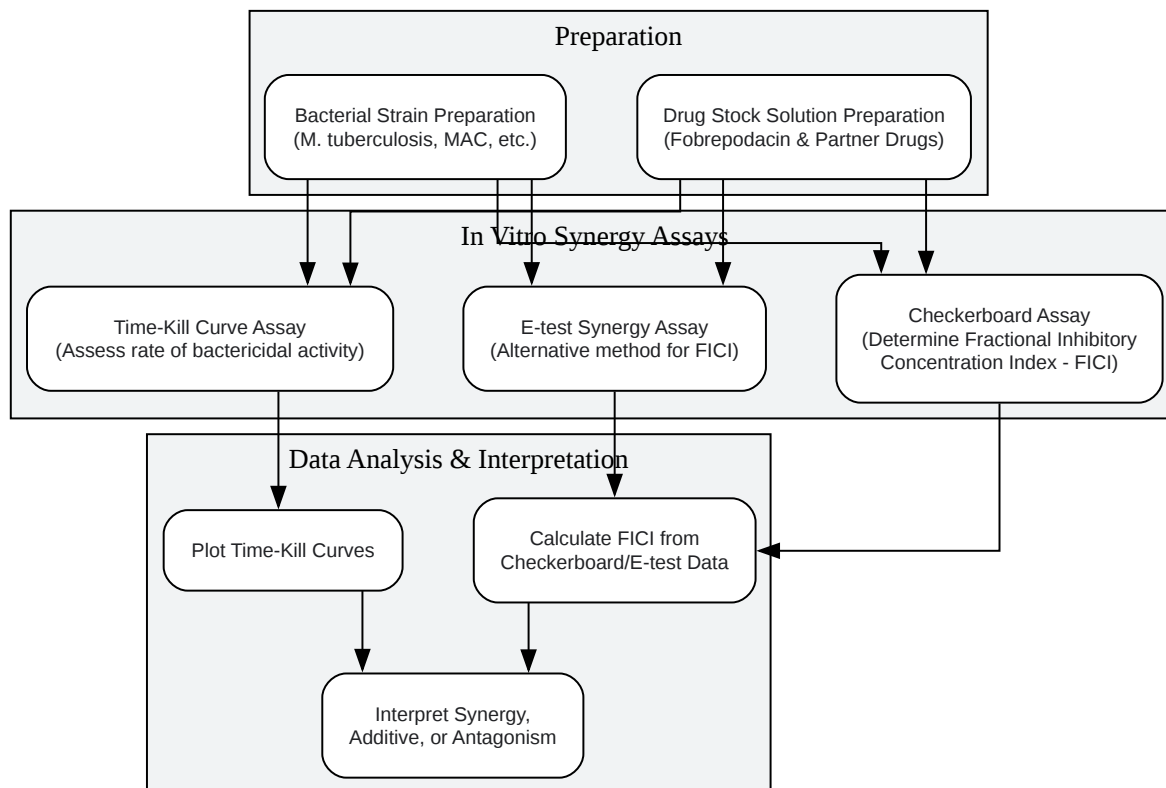 Preparation
Bacterial Strain Preparation
(M. tuberculosis, MAC, etc.)
Drug Stock Solution Preparation
(Fobrepodacin & Partner Drugs)
In Vitro Synergy Assays
Time-Kill Curve Assay
(Assess rate of bactericidal activity)
E-test Synergy Assay
(Alternative method for FICI)
Checkerboard Assay
(Determine Fractional Inhibitory
Concentration Index - FICI)
Data Analysis & Interpretation
Plot Time-Kill Curves
Calculate FICI from
Checkerboard/E-test Data
Interpret Synergy,
Additive, or Antagonism